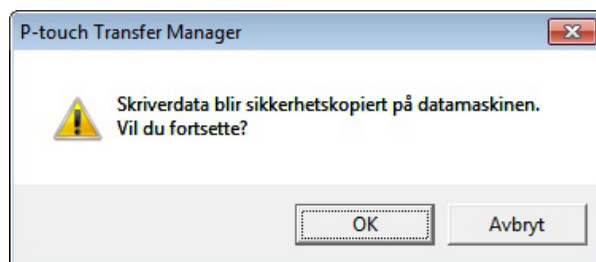 P-touch Transfer Manager
Skriverdata blir sikkerhetskopiert på datamaskinen.
Vil du fortsette?
OK
Avbryt